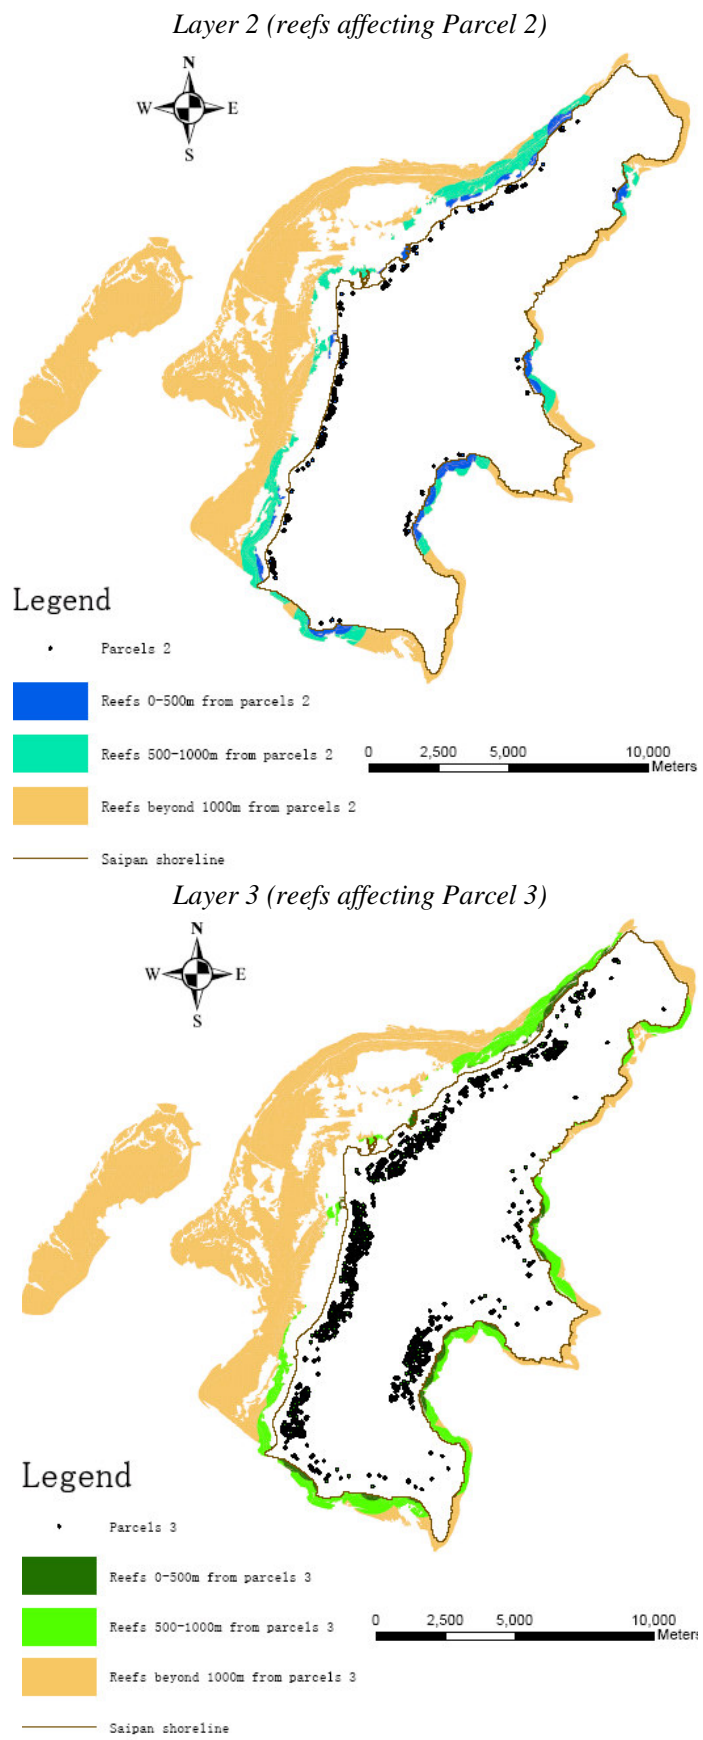 Layer 2 (reefs affecting Parcel 2)
N
W E
S
Legend
Parcels 2
Reefs 0-500m from parcels 2
Reefs 500-1000m from parcels 2
0 2,500 5,000 10,000
Meters
Reefs beyond 1000m from parcels 2
Saipan shoreline
Layer 3 (reefs affecting Parcel 3)
N
W E
S
Legend
Parcels 3
Reefs 0-500m from parcels 3
0 2,500 5,000 10,000
Reefs 500-1000m from parcels 3
Meters
Reefs beyond 1000m from parcels 3
Saipan shoreline